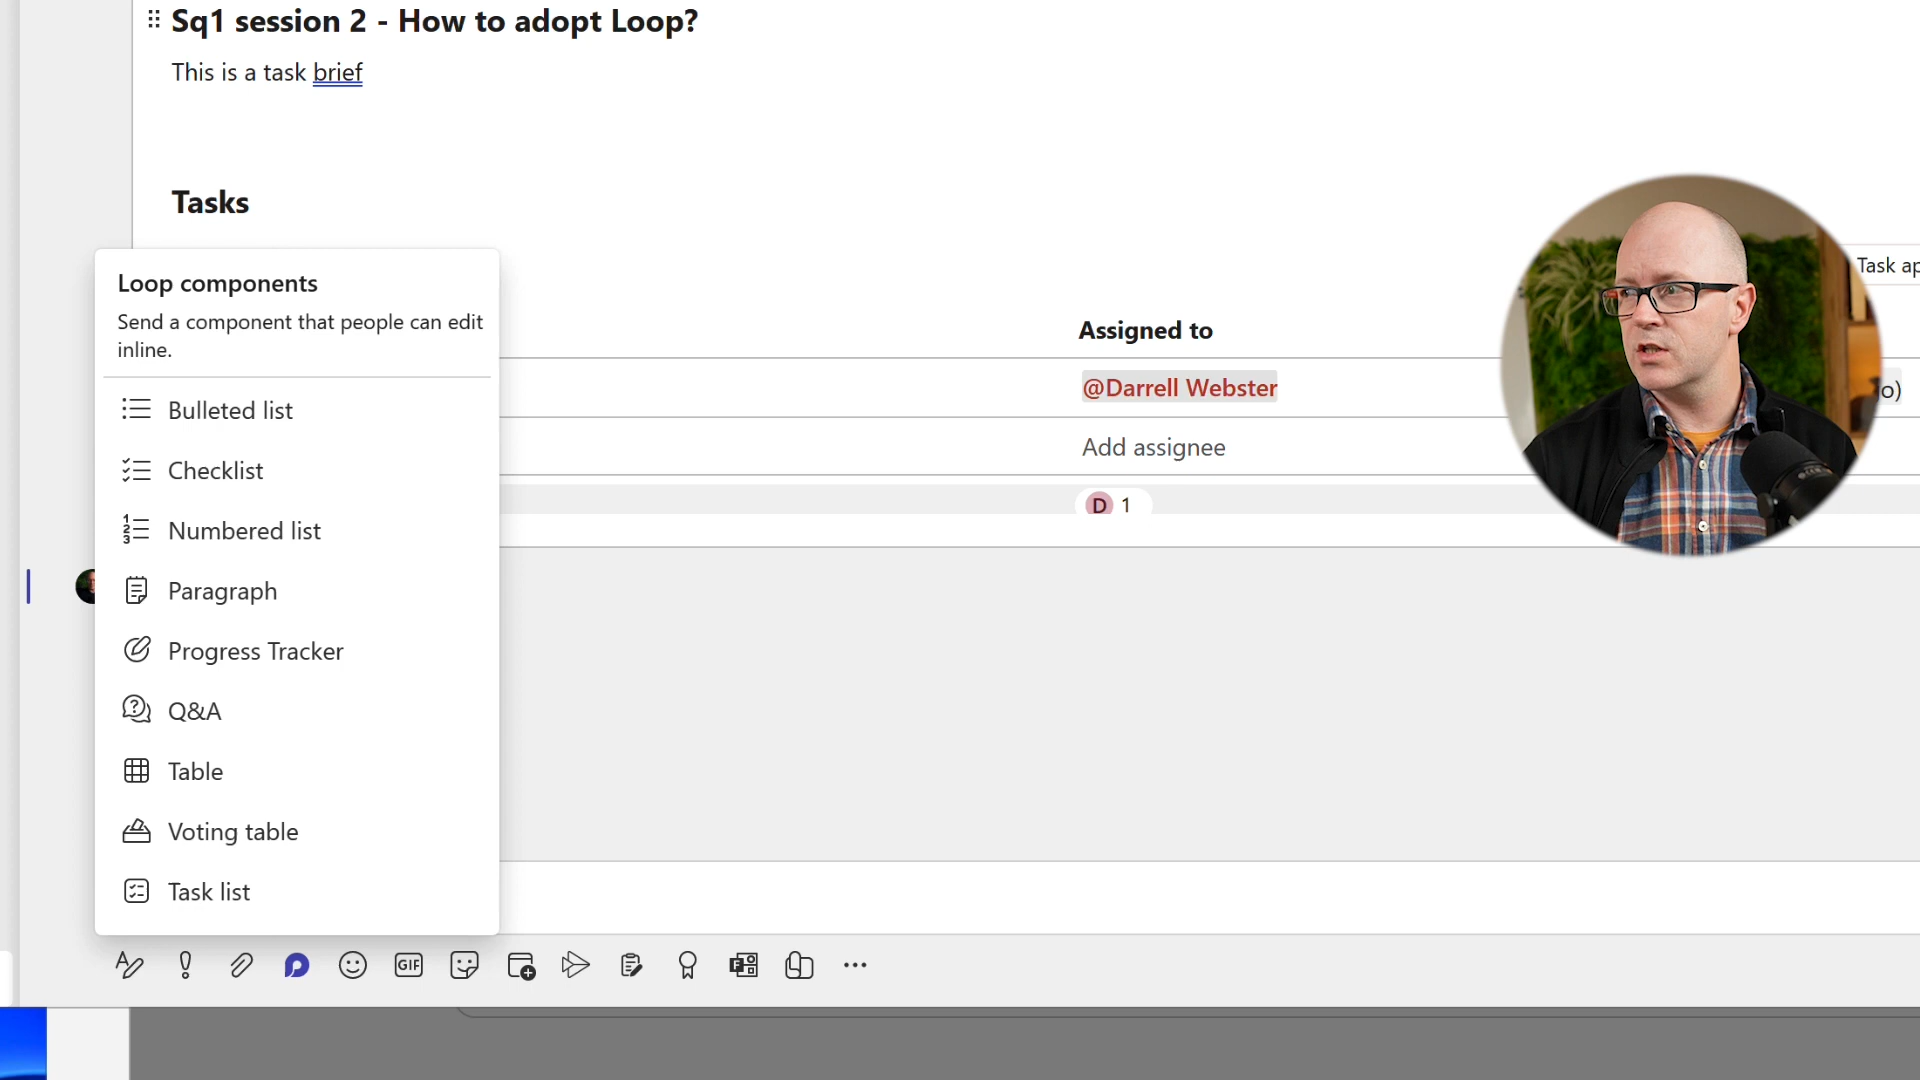 Sq1 session 2 - How to adopt Loop?
This is a task brief
Tasks
Loop components
Send a component that people can edit
inline.
Bulleted list
Checklist
Numbered list
Paragraph
Progress Tracker
Q&A
Table
Voting table
Task list
Task ap
Assigned to
@Darrell Webster
o)
Add assignee
D 1
GIF